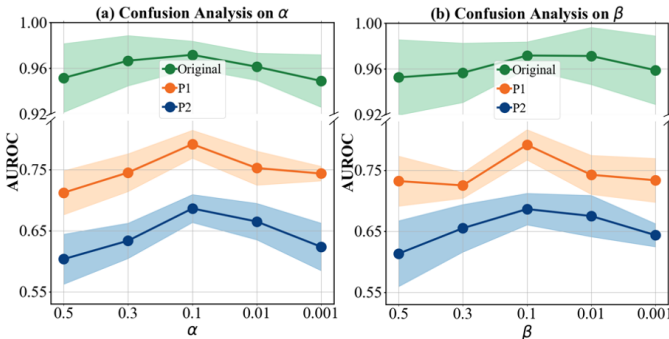 (a) Confusion Analysis on α
1.00
0.96
0.92
0.75
0.65
0.55
AUROC
Original
P1
P2
0.5 0.3 0.1 0.01 0.001
α
(b) Confusion Analysis on β
1.00
0.96
0.92
0.75
0.65
0.55
AUROC
Original
P1
P2
0.5 0.3 0.1 0.01 0.001
β